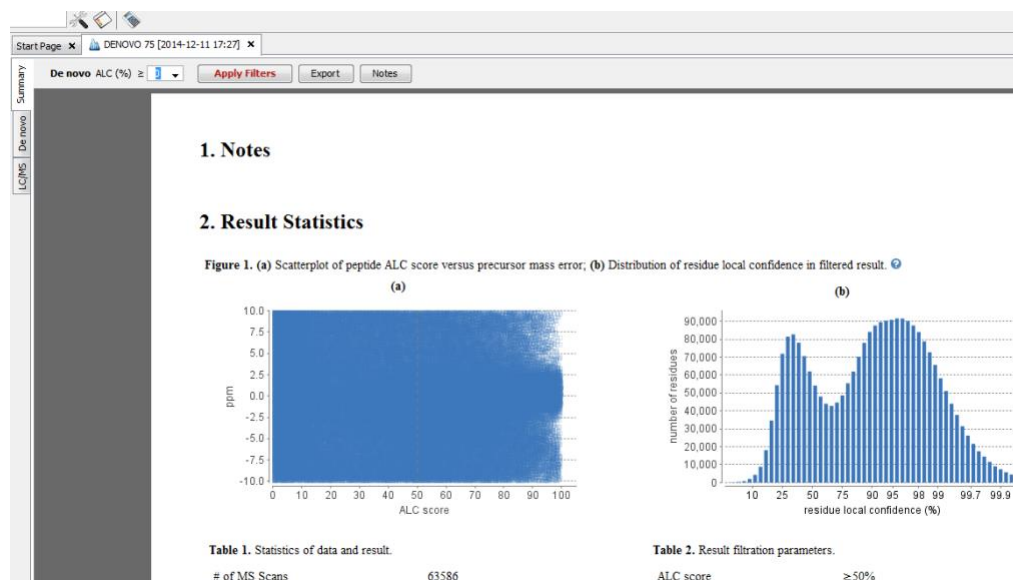 Start Page
DENOVO 75 [2014-12-11 17:27]
De novo ALC (%) ≥ 0 Apply Filters Export Notes
Summary
De novo
LC/MS
1. Notes
2. Result Statistics
Figure 1. (a) Scatterplot of peptide ALC score versus precursor mass error; (b) Distribution of residue local confidence in filtered result.
(a)
10.0
7.5
5.0
2.5
0.0
-2.5
-5.0
-7.5
-10.0
ppm
0 10 20 30 40 50 60 70 80 90 100
ALC score
(b)
90,000
80,000
70,000
60,000
50,000
40,000
30,000
20,000
10,000
0
number of residues
10 25 50 75 90 95 98 99 99.7 99.9
residue local confidence (%)
Table 1. Statistics of data and result.
# of MS Scans 63586
Table 2. Result filtration parameters.
ALC score ≥50%